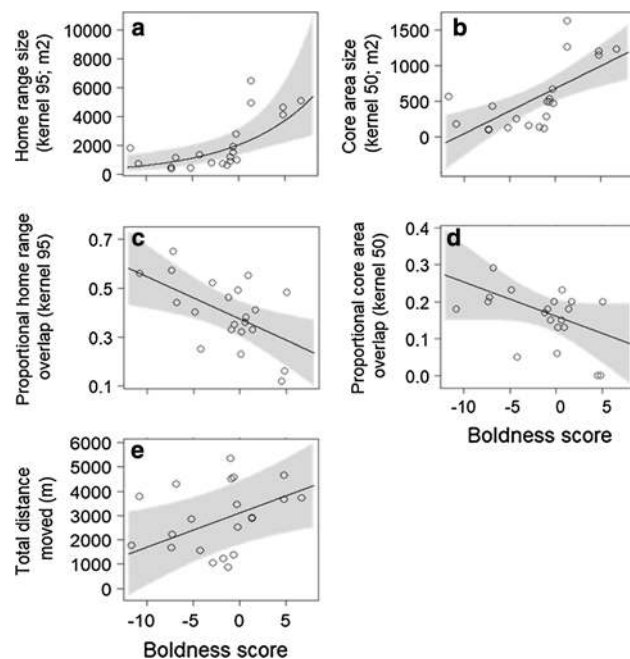 a
Home range size
(kernel 95; m2)
10000
8000
6000
4000
2000
0
b
Core area size
(kernel 50; m2)
1500
1000
500
0
c
Proportional home range
overlap (kernel 95)
0.7
0.5
0.3
0.1
d
Proportional core area
overlap (kernel 50)
0.4
0.3
0.2
0.1
0.0
-10 -5 0 5
Boldness score
e
Total distance
moved (m)
6000
5000
4000
3000
2000
1000
0
-10 -5 0 5
Boldness score